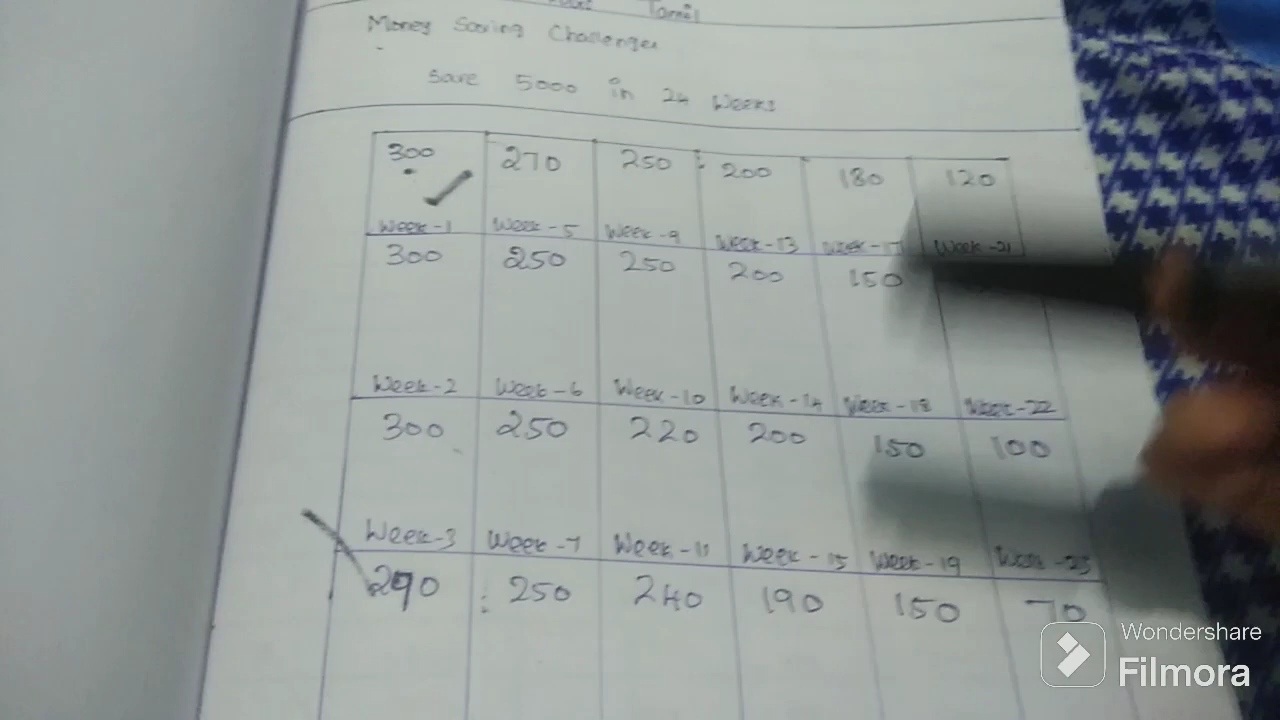 Tamil
Money Saving Challenge
Save 5000 in 24 Weeks
300 270 250 200 180 120
Week-1 Week-5 Week-9 Week-13 Week-17 Week-21
300 250 250 200 150
Week-2 Week-6 Week-10 Week-14 Week-18 Week-22
300 250 220 200 150 100
Week-3 Week-7 Week-11 Week-15 Week-19 Week-23
290 250 240 190 150 70
Wondershare
Filmora